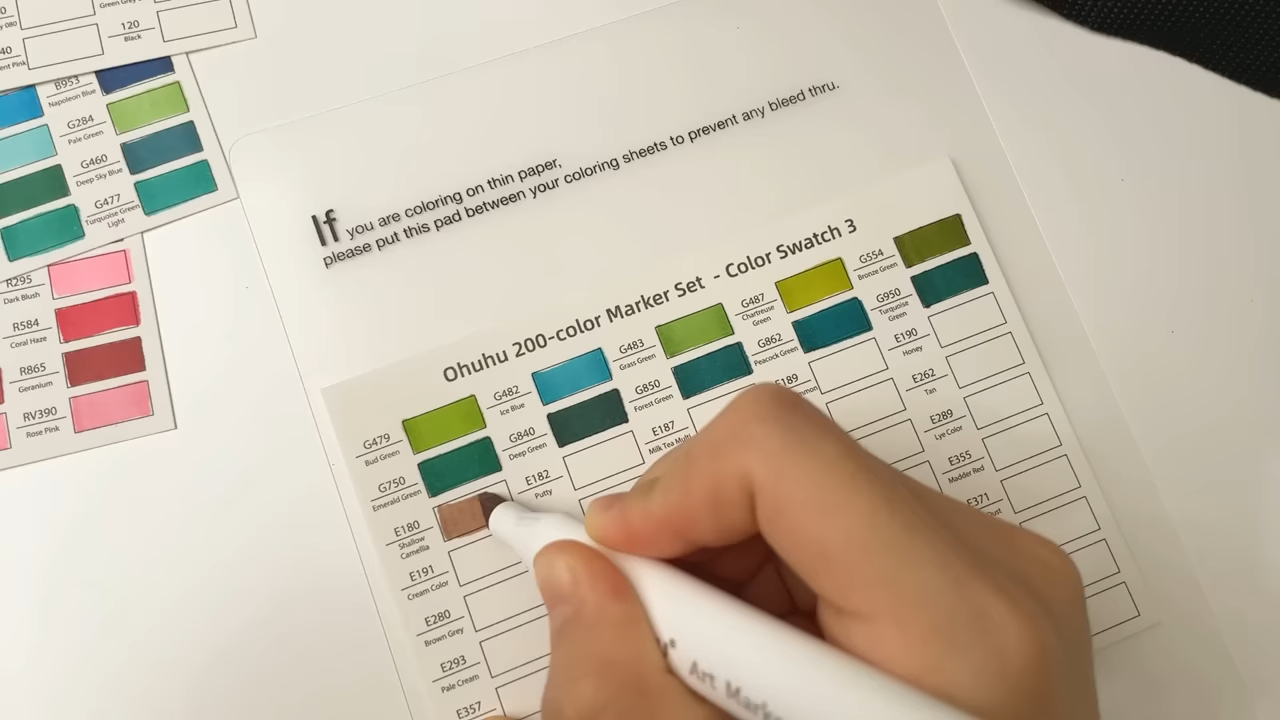 120
Black
B953
Napoleon Blue
G284
Pale Green
G460
Deep Sky Blue
G477
Turquoise Green
Light
R295
Dark Blush
R584
Coral Haze
R865
Geranium
RV390
Rose Pink
If you are coloring on thin paper,
please put this pad between your coloring sheets to prevent any bleed thru.
Ohuhu 200-color Marker Set - Color Swatch 3
G479
Bud Green
G482
Ice Blue
G483
Grass Green
G487
Chartreuse
Green
G554
Bronze Green
G750
Emerald Green
G840
Deep Green
G850
Forest Green
G862
Peacock Green
G950
Turquoise
Green
E180
Shallow
Camellia
E182
Putty
E187
Milk Tea
E190
Honey
E191
Cream Color
E262
Tan
E280
Brown Grey
E289
Lye Color
E293
Pale Cream
E355
Madder Red
E357
E371
Art